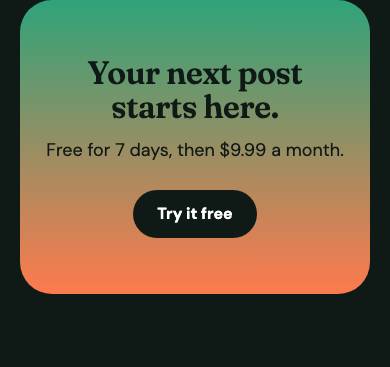 Your next post
starts here.
Free for 7 days, then $9.99 a month.
Try it free